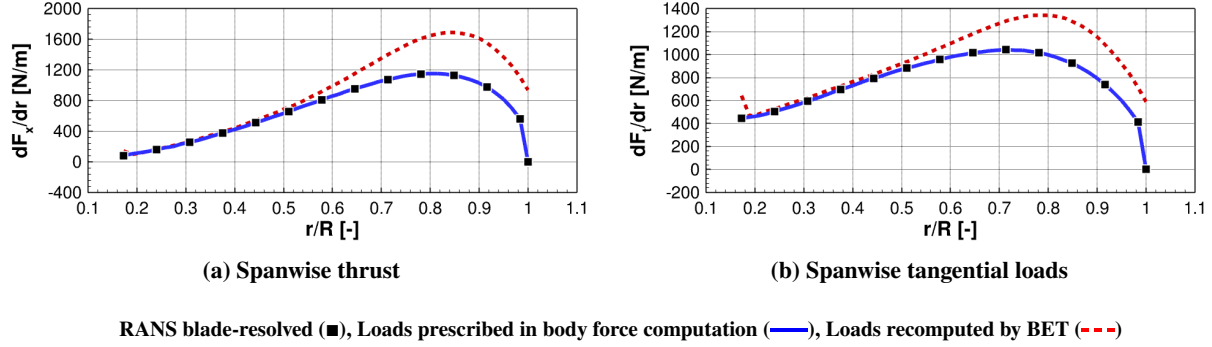 2000
1600
1200
800
400
0
-400
dFx/dr [N/m]
0.1 0.2 0.3 0.4 0.5 0.6 0.7 0.8 0.9 1 1.1
r/R [-]
(a) Spanwise thrust
1400
1200
1000
800
600
400
200
0
-200
dFt/dr [N/m]
0.1 0.2 0.3 0.4 0.5 0.6 0.7 0.8 0.9 1 1.1
r/R [-]
(b) Spanwise tangential loads
RANS blade-resolved (■), Loads prescribed in body force computation (——), Loads recomputed by BET (---)